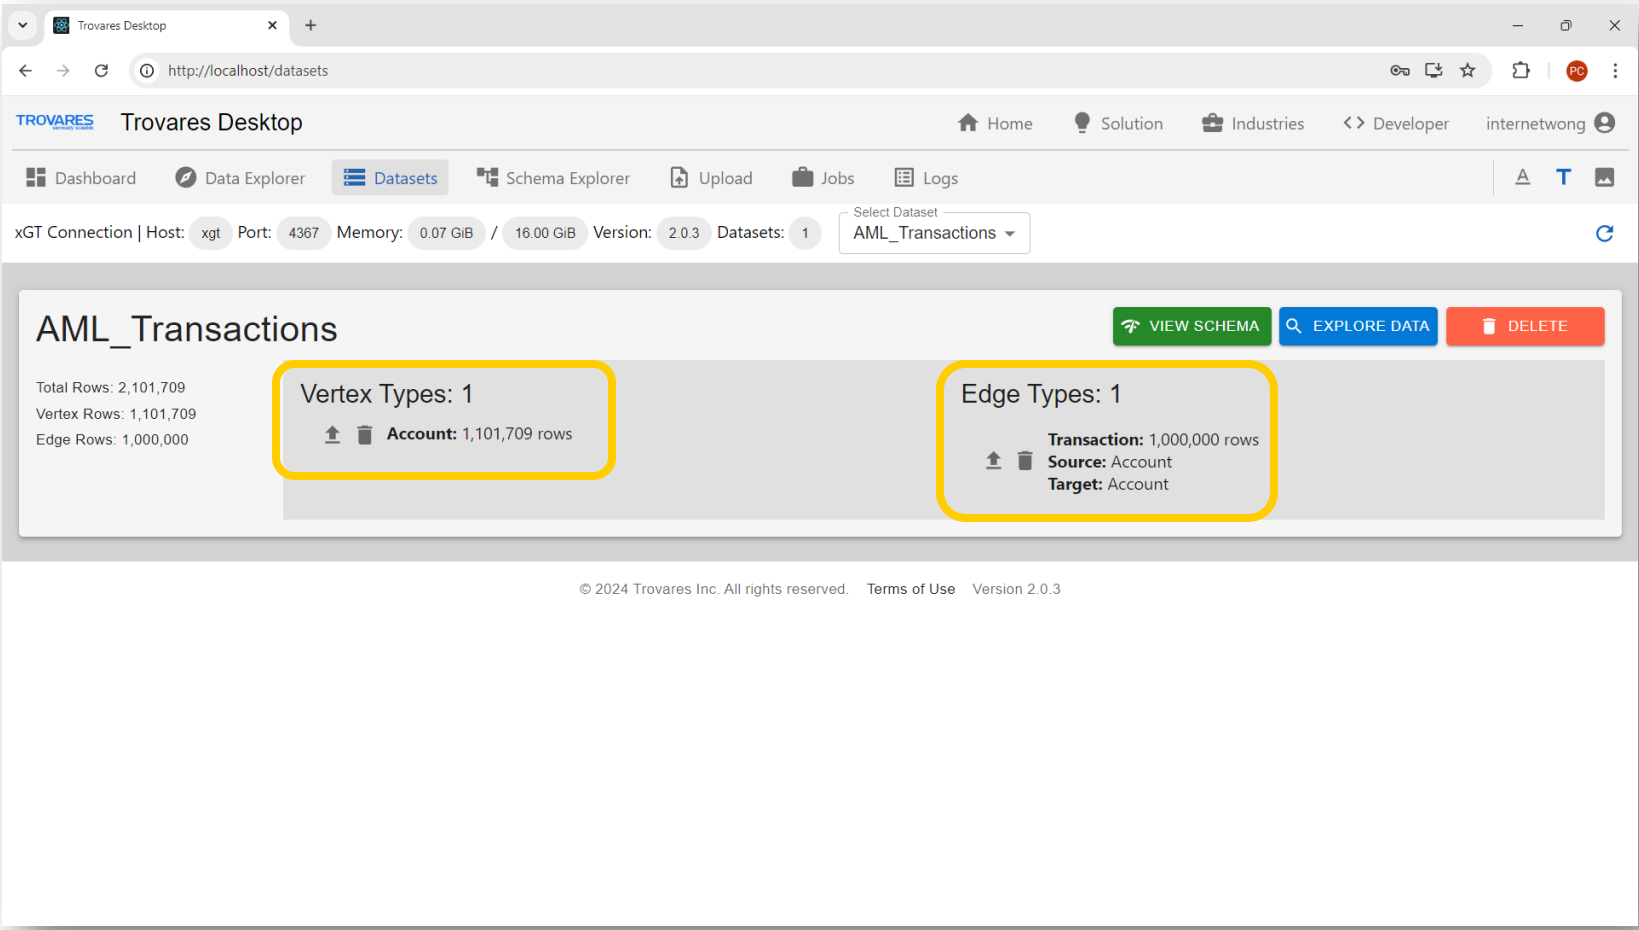 Trovares Desktop
http://localhost/datasets
PC
TROVARES
seriously scalable
Trovares Desktop
Home
Solution
Industries
Developer
internetwong
Dashboard
Data Explorer
Datasets
Schema Explorer
Upload
Jobs
Logs
xGT Connection | Host: xgt Port: 4367 Memory: 0.07 GiB / 16.00 GiB Version: 2.0.3 Datasets: 1
Select Dataset
AML_Transactions
AML_Transactions
VIEW SCHEMA
EXPLORE DATA
DELETE
Total Rows: 2,101,709
Vertex Rows: 1,101,709
Edge Rows: 1,000,000
Vertex Types: 1
Account: 1,101,709 rows
Edge Types: 1
Transaction: 1,000,000 rows
Source: Account
Target: Account
© 2024 Trovares Inc. All rights reserved. Terms of Use Version 2.0.3